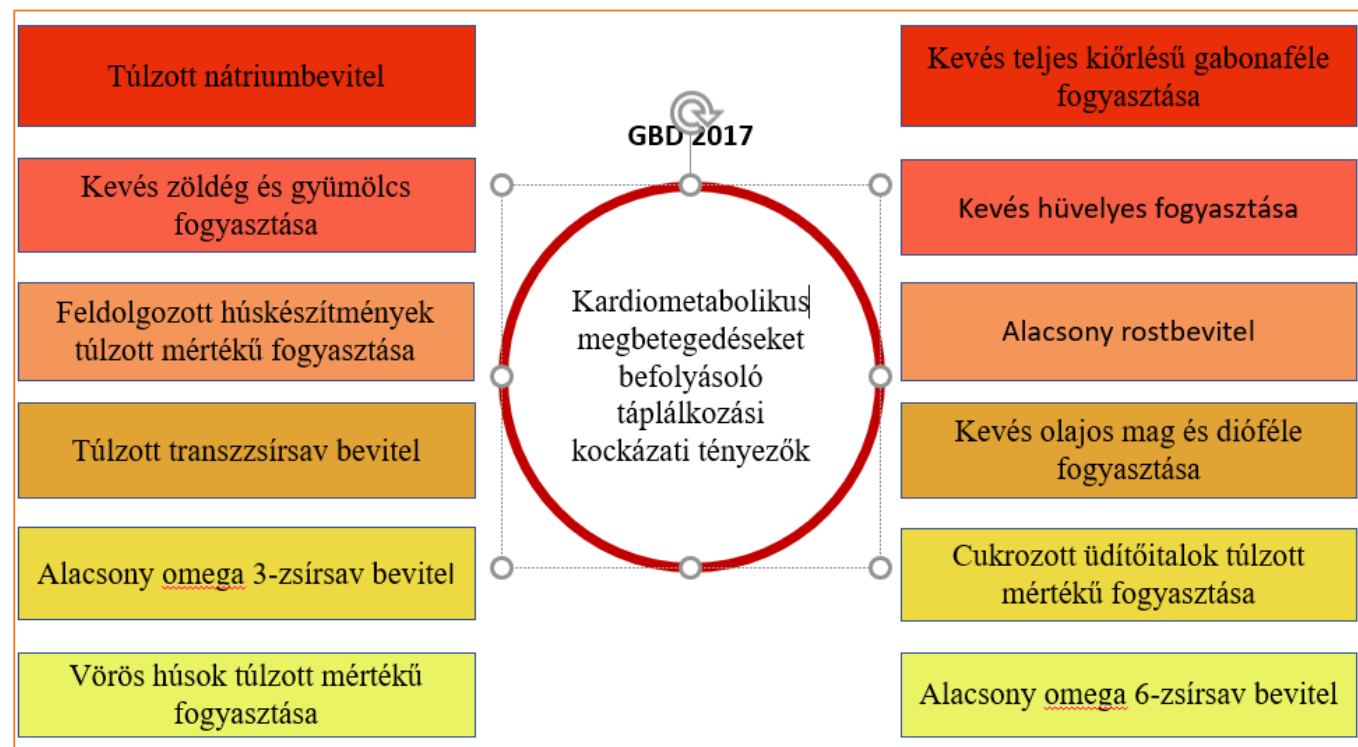 Túlzott nátriumbevitel
Kevés zöldég és gyümölcs
fogyasztása
Feldolgozott húskészítmények
túlzott mértékű fogyasztása
Túlzott transzzsírsav bevitel
Alacsony omega 3-zsírsav bevitel
Vörös húsok túlzott mértékű
fogyasztása
GBD 2017
Kardiometabolikus
megbetegedéseket
befolyásoló
táplálkozási
kockázati tényezők
Kevés teljes kiőrlésű gabonaféle
fogyasztása
Kevés hüvelyes fogyasztása
Alacsony rostbevitel
Kevés olajos mag és dióféle
fogyasztása
Cukrozott üdítőitalok túlzott
mértékű fogyasztása
Alacsony omega 6-zsírsav bevitel